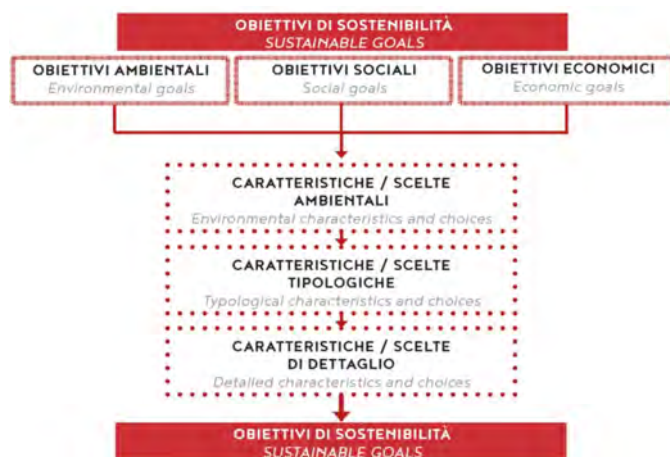 OBIETTIVI DI SOSTENIBILITÀ
SUSTAINABLE GOALS
OBIETTIVI AMBIENTALI
Environmental goals
OBIETTIVI SOCIALI
Social goals
OBIETTIVI ECONOMICI
Economic goals
CARATTERISTICHE / SCELTE
AMBIENTALI
Environmental characteristics and choices
CARATTERISTICHE / SCELTE
TIPOLOGICHE
Typological characteristics and choices
CARATTERISTICHE / SCELTE
DI DETTAGLIO
Detailed characteristics and choices
OBIETTIVI DI SOSTENIBILITÀ
SUSTAINABLE GOALS